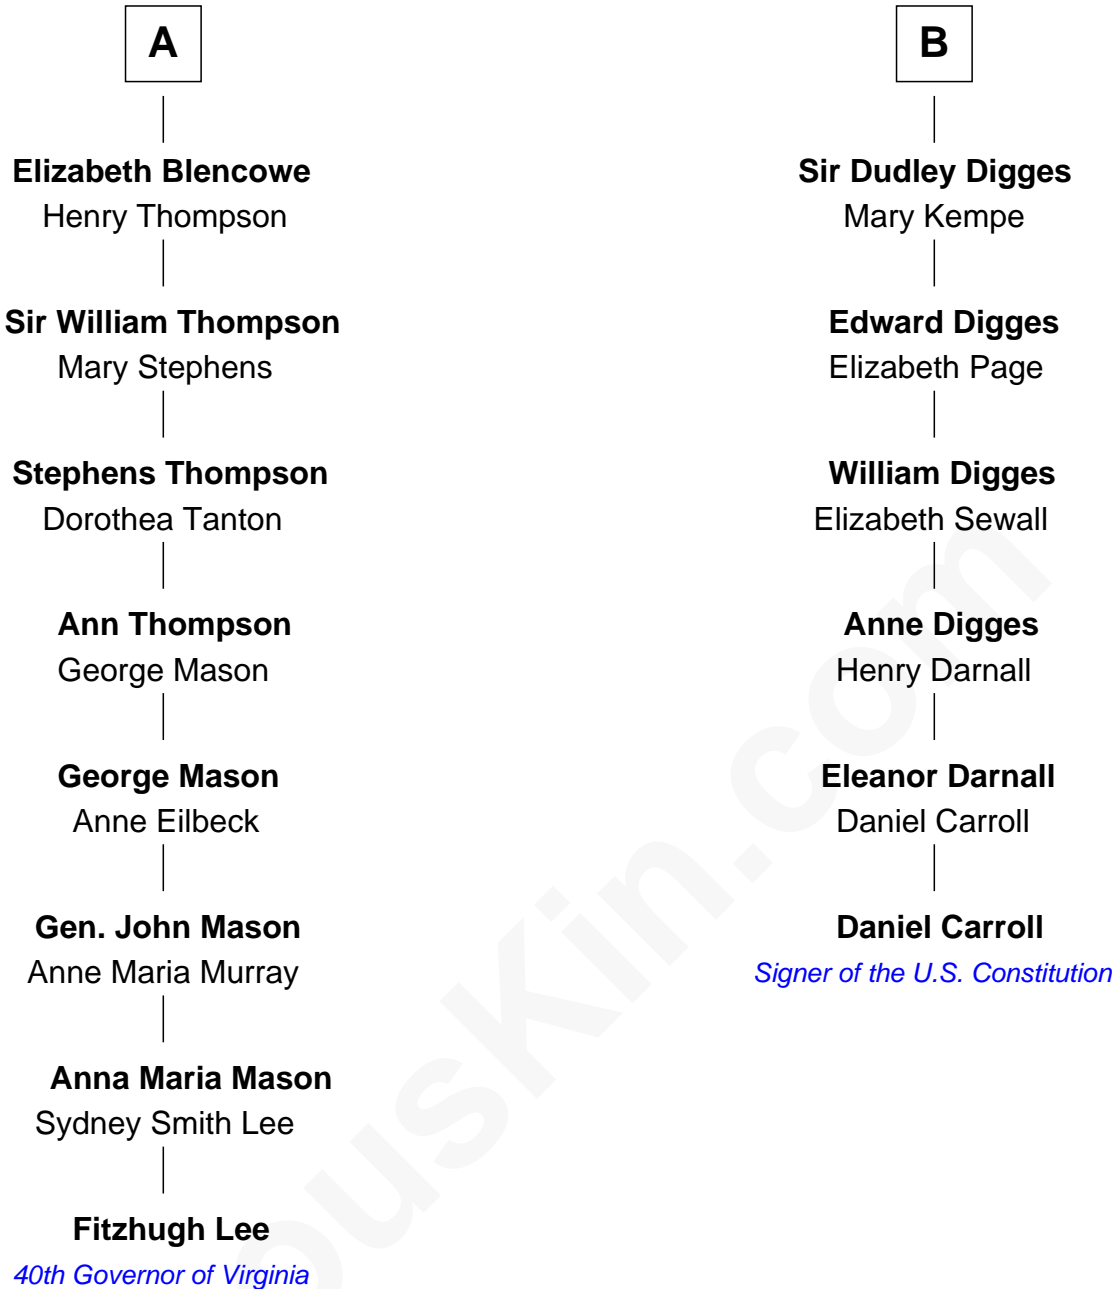 A
Elizabeth Blencowe
Henry Thompson
Sir William Thompson
Mary Stephens
Stephens Thompson
Dorothea Tanton
Ann Thompson
George Mason
George Mason
Anne Eilbeck
Gen. John Mason
Anne Maria Murray
Anna Maria Mason
Sydney Smith Lee
Fitzhugh Lee
40th Governor of Virginia
B
Sir Dudley Digges
Mary Kempe
Edward Digges
Elizabeth Page
William Digges
Elizabeth Sewall
Anne Digges
Henry Darnall
Eleanor Darnall
Daniel Carroll
Daniel Carroll
Signer of the U.S. Constitution
ousKin.com